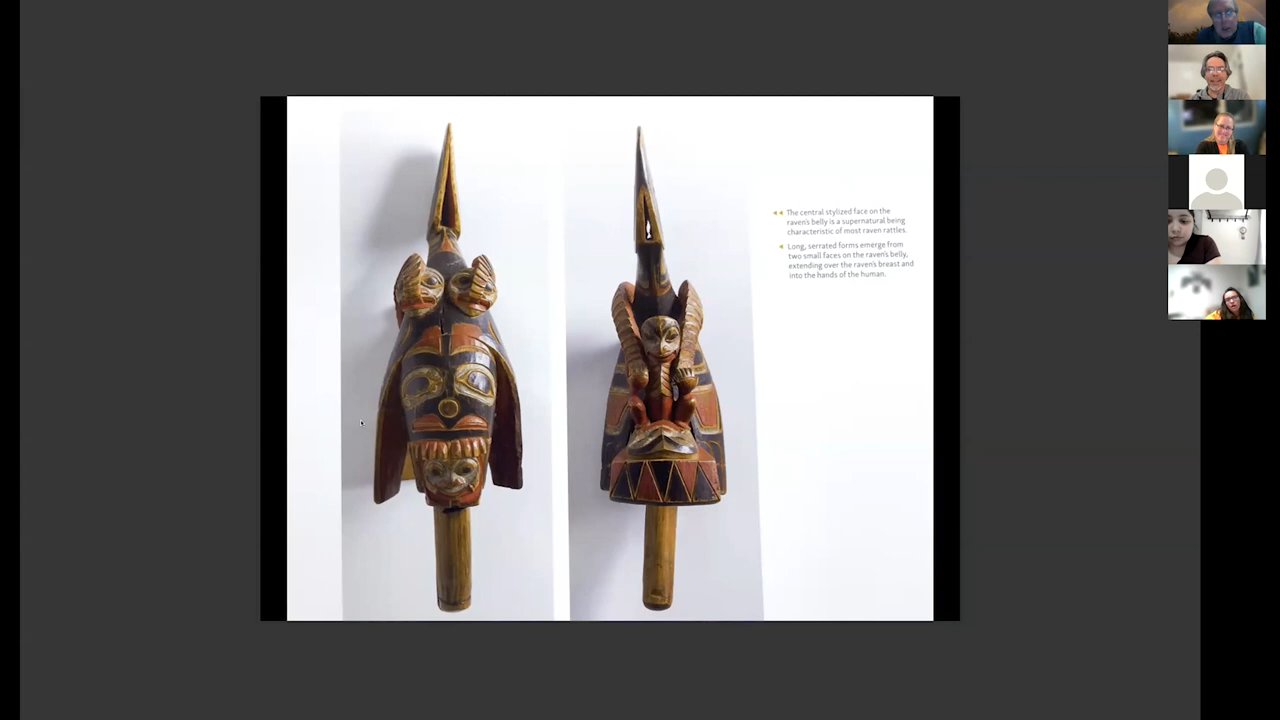 The central stylized face on the
raven's belly is a supernatural being
characteristic of most raven rattles.
Long, serrated forms emerge from
two small faces on the raven's belly,
extending over the raven's breast and
into the hands of the human.